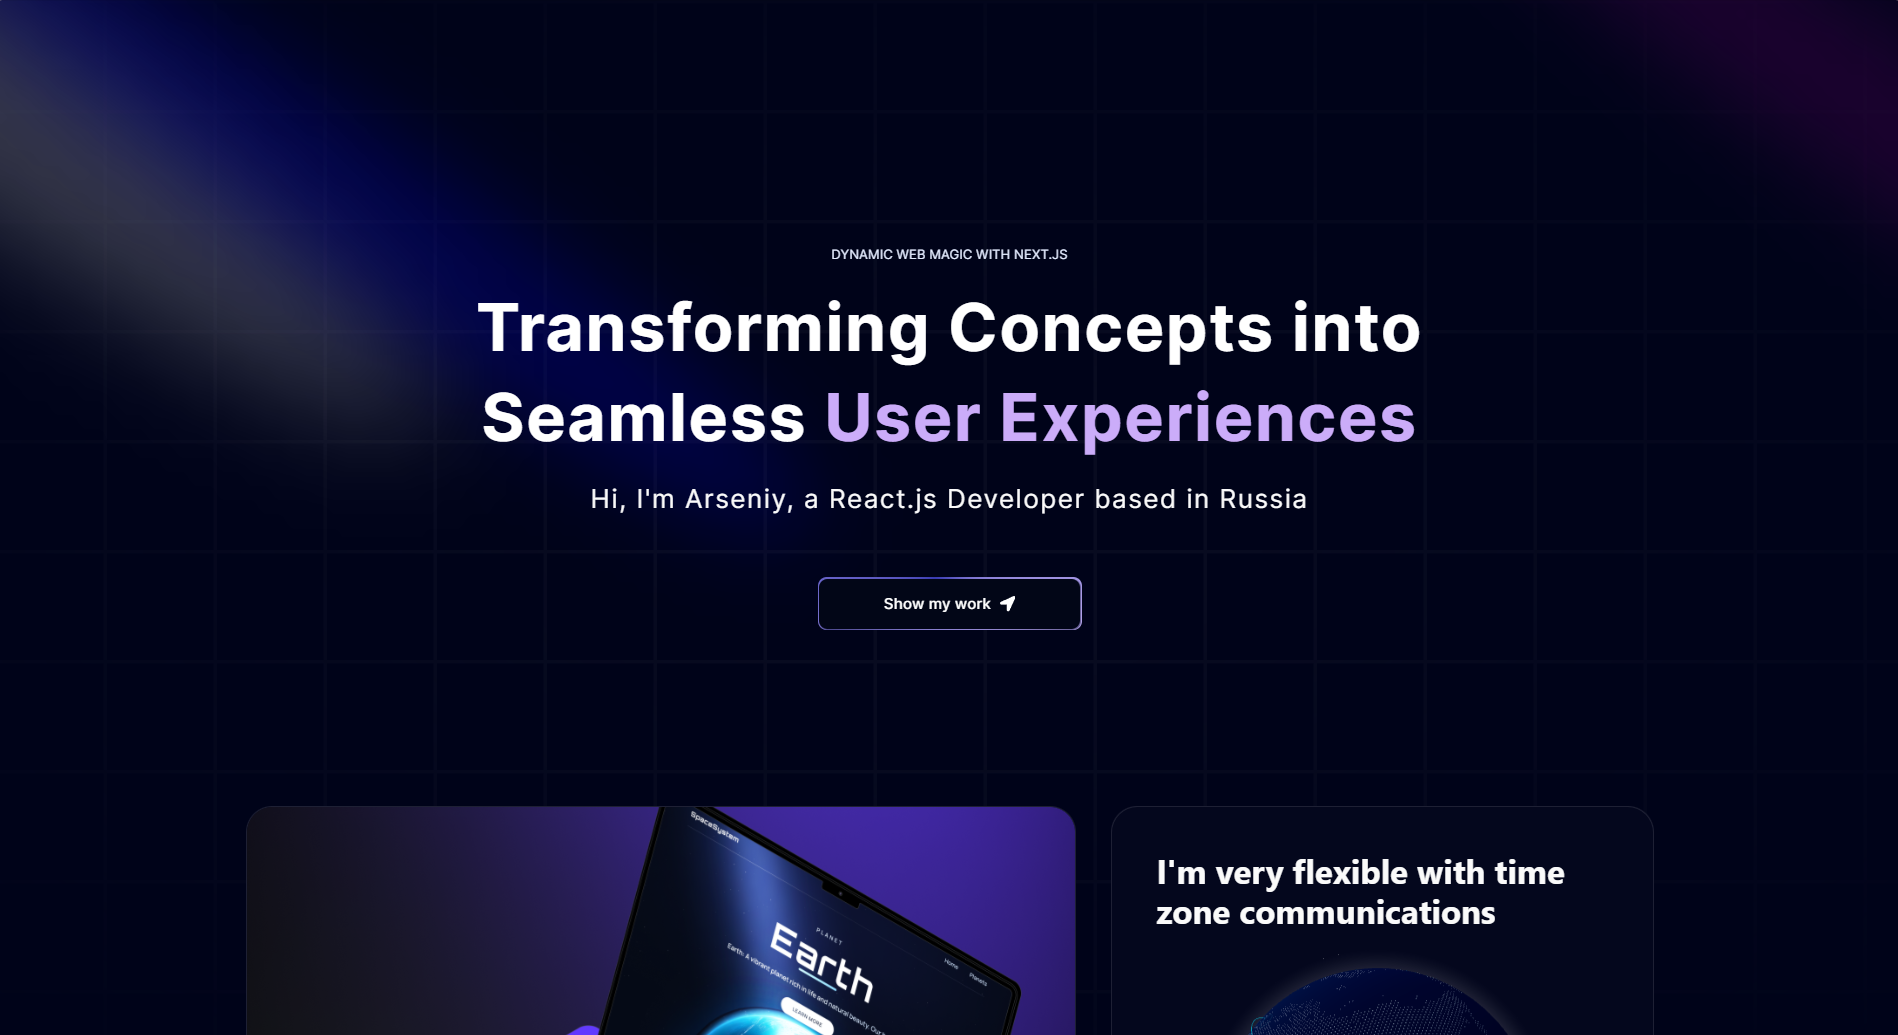 DYNAMIC WEB MAGIC WITH NEXT.JS
Transforming Concepts into
Seamless User Experiences
Hi, I'm Arseniy, a React.js Developer based in Russia
Show my work
SpaceSystem
Home Planets
PLANET
Earth
Earth: A vibrant planet rich in life and natural beauty. Our
LEARN MORE
I'm very flexible with time
zone communications